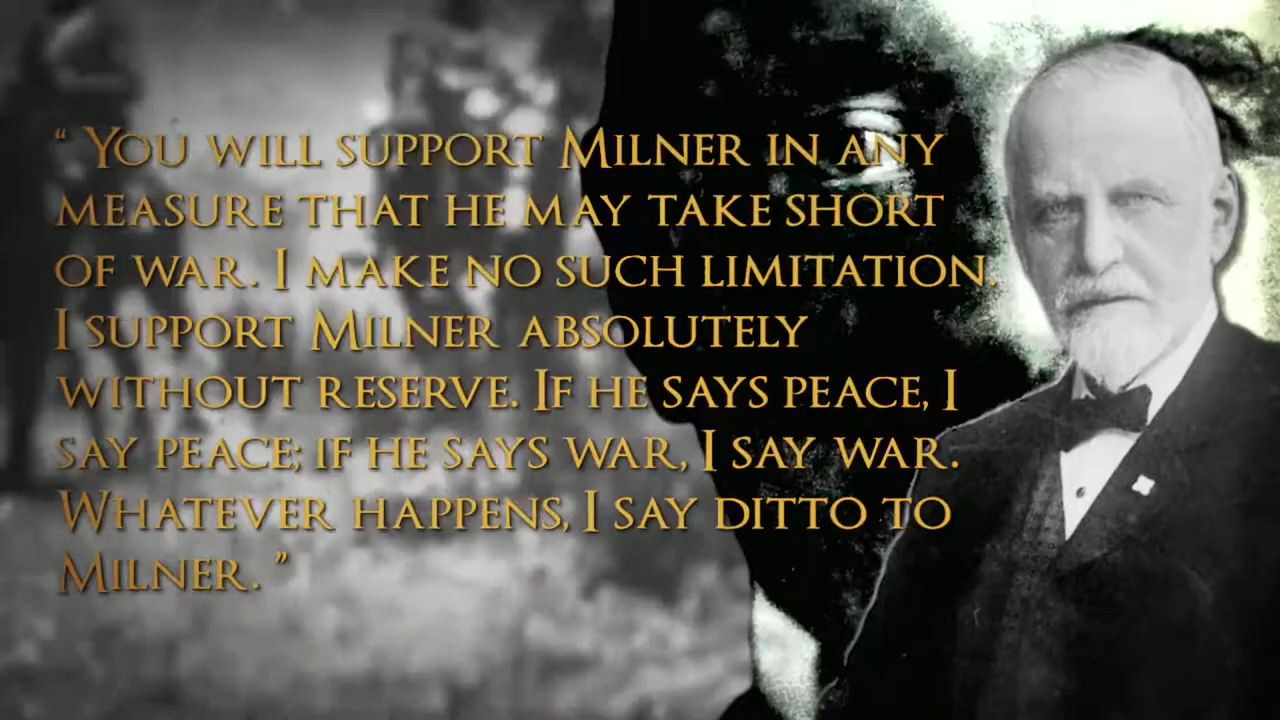 “ You will support Milner in any
measure that he may take short
of war. I make no such limitation.
I support Milner absolutely
without reserve. If he says peace, I
say peace; if he says war, I say war.
Whatever happens, I say ditto to
Milner. ”